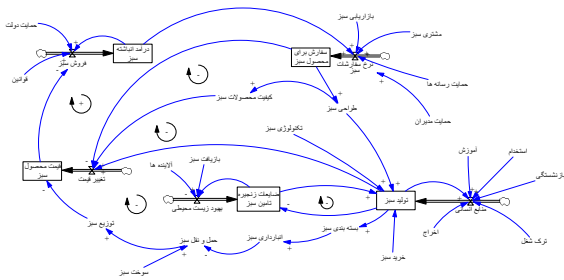 حمایت دولت
بازاریابی سبز
مشتری سبز
درآمد انباشته
سبز
سفارش برای
محصول سبز
فروش سبز
نرخ سفارشات
سبز
قوانین
حمایت رسانه ها
کیفیت محصولات سبز
طراحی سبز
حمایت مدیران
تکنولوژی سبز
آموزش
استخدام
آلاینده ها
بازیافت سبز
قیمت محصول
سبز
تغییر قیمت
بازنشستگی
بهبود زیست محیطی
ضایعات زنجیره
تامین سبز
تولید سبز
منابع انسانی
توزیع سبز
بسته بندی سبز
انبارداری سبز
حمل و نقل سبز
اخراج
ترک شغل
خرید سبز
سوخت سبز